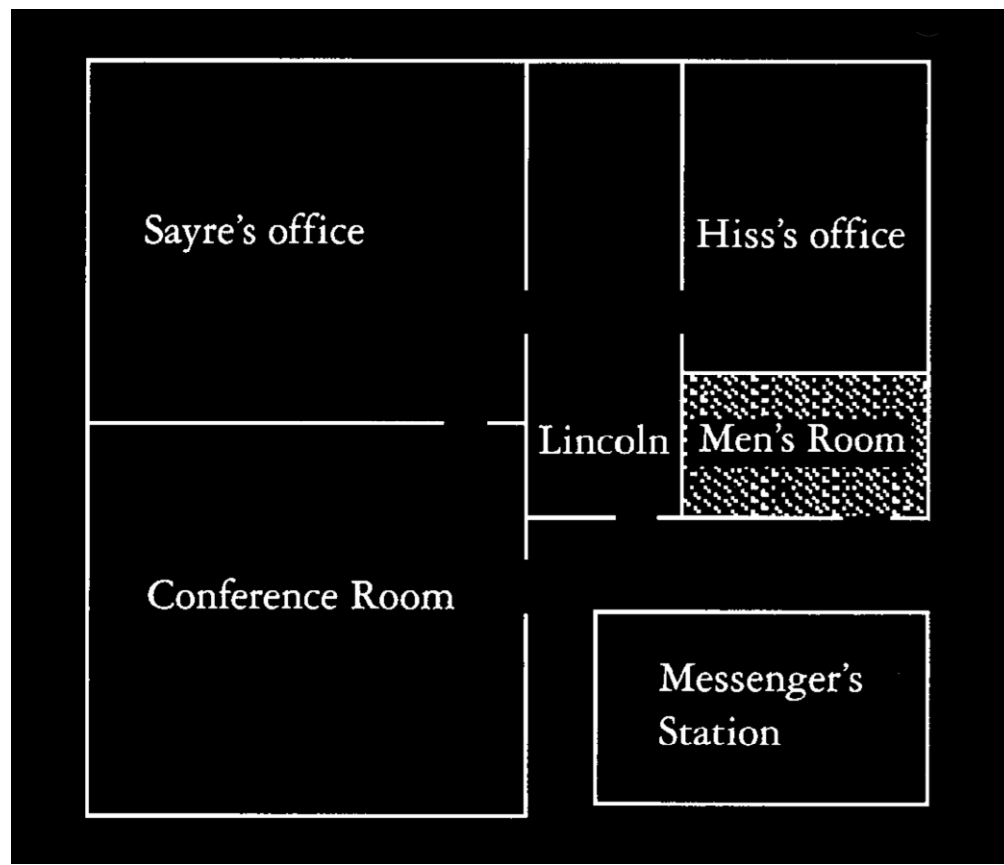 Sayre's office
Hiss's office
Lincoln
Men's Room
Conference Room
Messenger's
Station